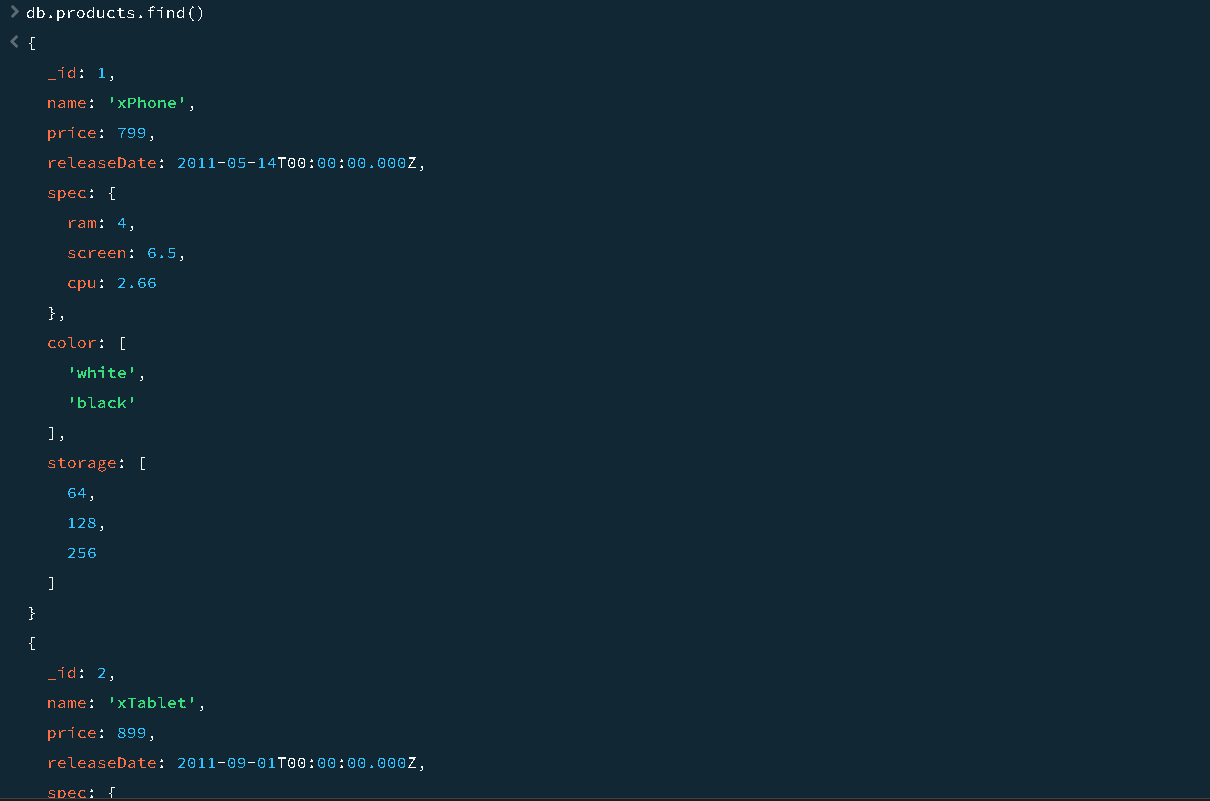 > db.products.find()
< {
_id: 1,
name: 'xPhone',
price: 799,
releaseDate: 2011-05-14T00:00:00.000Z,
spec: {
ram: 4,
screen: 6.5,
cpu: 2.66
},
color: [
'white',
'black'
],
storage: [
64,
128,
256
]
}
{
_id: 2,
name: 'xTablet',
price: 899,
releaseDate: 2011-09-01T00:00:00.000Z,
spec: {